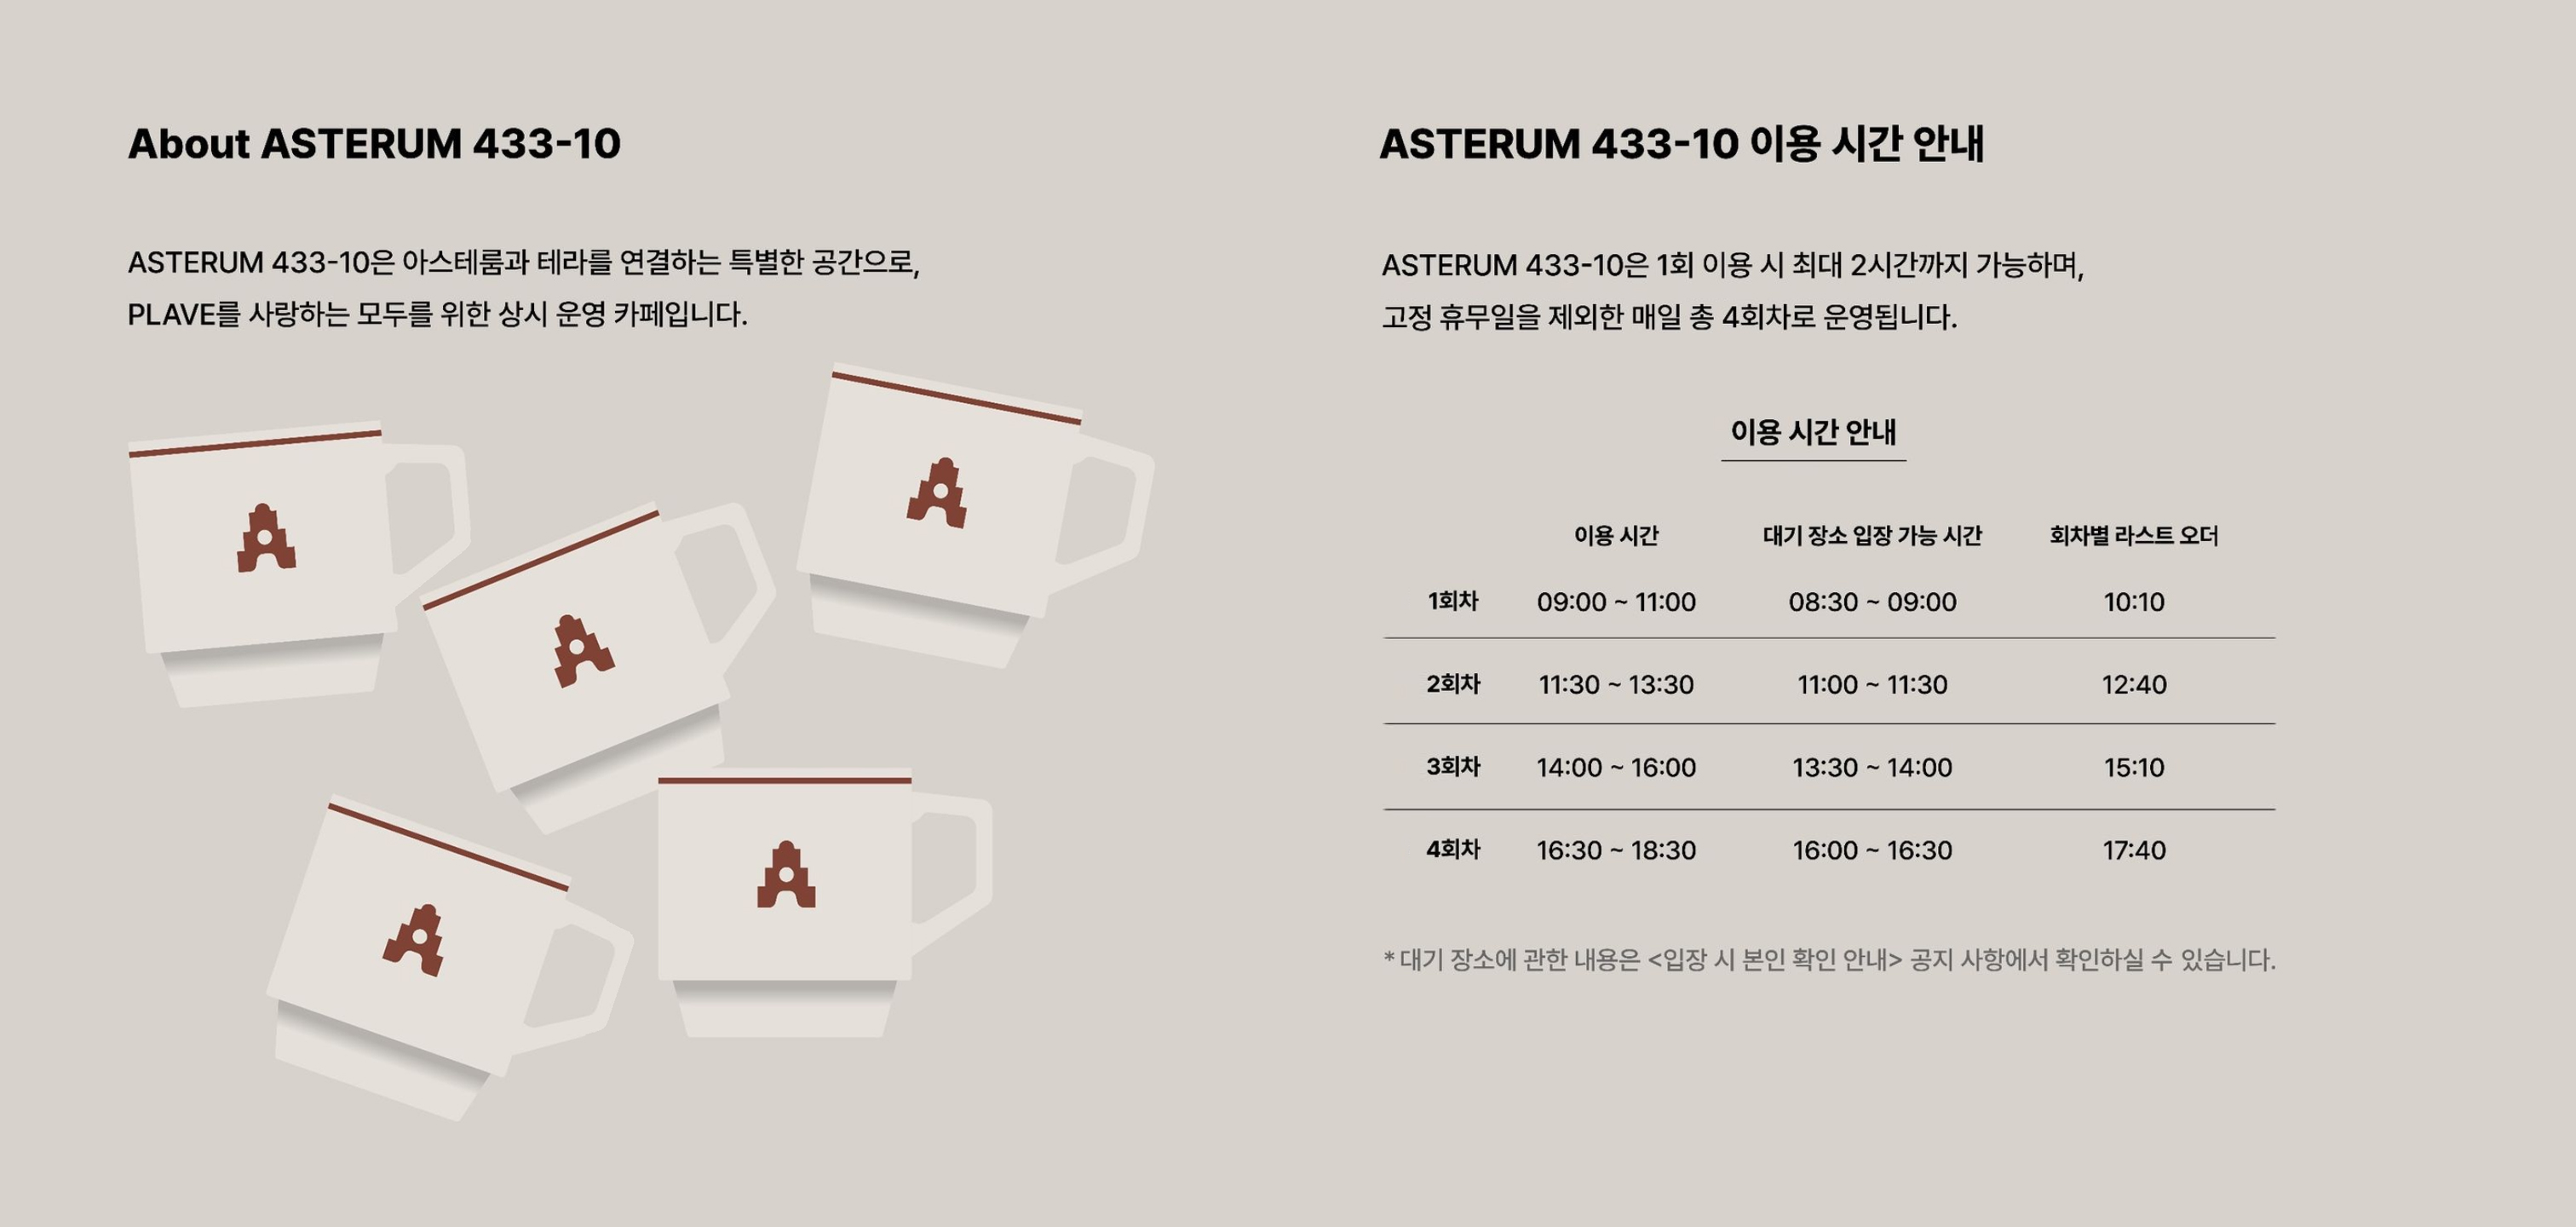 About ASTERUM 433-10
ASTERUM 433-10은 아스테룸과 테라를 연결하는 특별한 공간으로,
PLAVE를 사랑하는 모두를 위한 상시 운영 카페입니다.
ASTERUM 433-10 이용 시간 안내
ASTERUM 433-10은 1회 이용 시 최대 2시간까지 가능하며,
고정 휴무일을 제외한 매일 총 4회차로 운영됩니다.
이용 시간 안내
이용 시간 대기 장소 입장 가능 시간 회차별 라스트 오더
1회차 09:00 ~ 11:00 08:30 ~ 09:00 10:10
2회차 11:30 ~ 13:30 11:00 ~ 11:30 12:40
3회차 14:00 ~ 16:00 13:30 ~ 14:00 15:10
4회차 16:30 ~ 18:30 16:00 ~ 16:30 17:40
* 대기 장소에 관한 내용은 <입장 시 본인 확인 안내> 공지 사항에서 확인하실 수 있습니다.